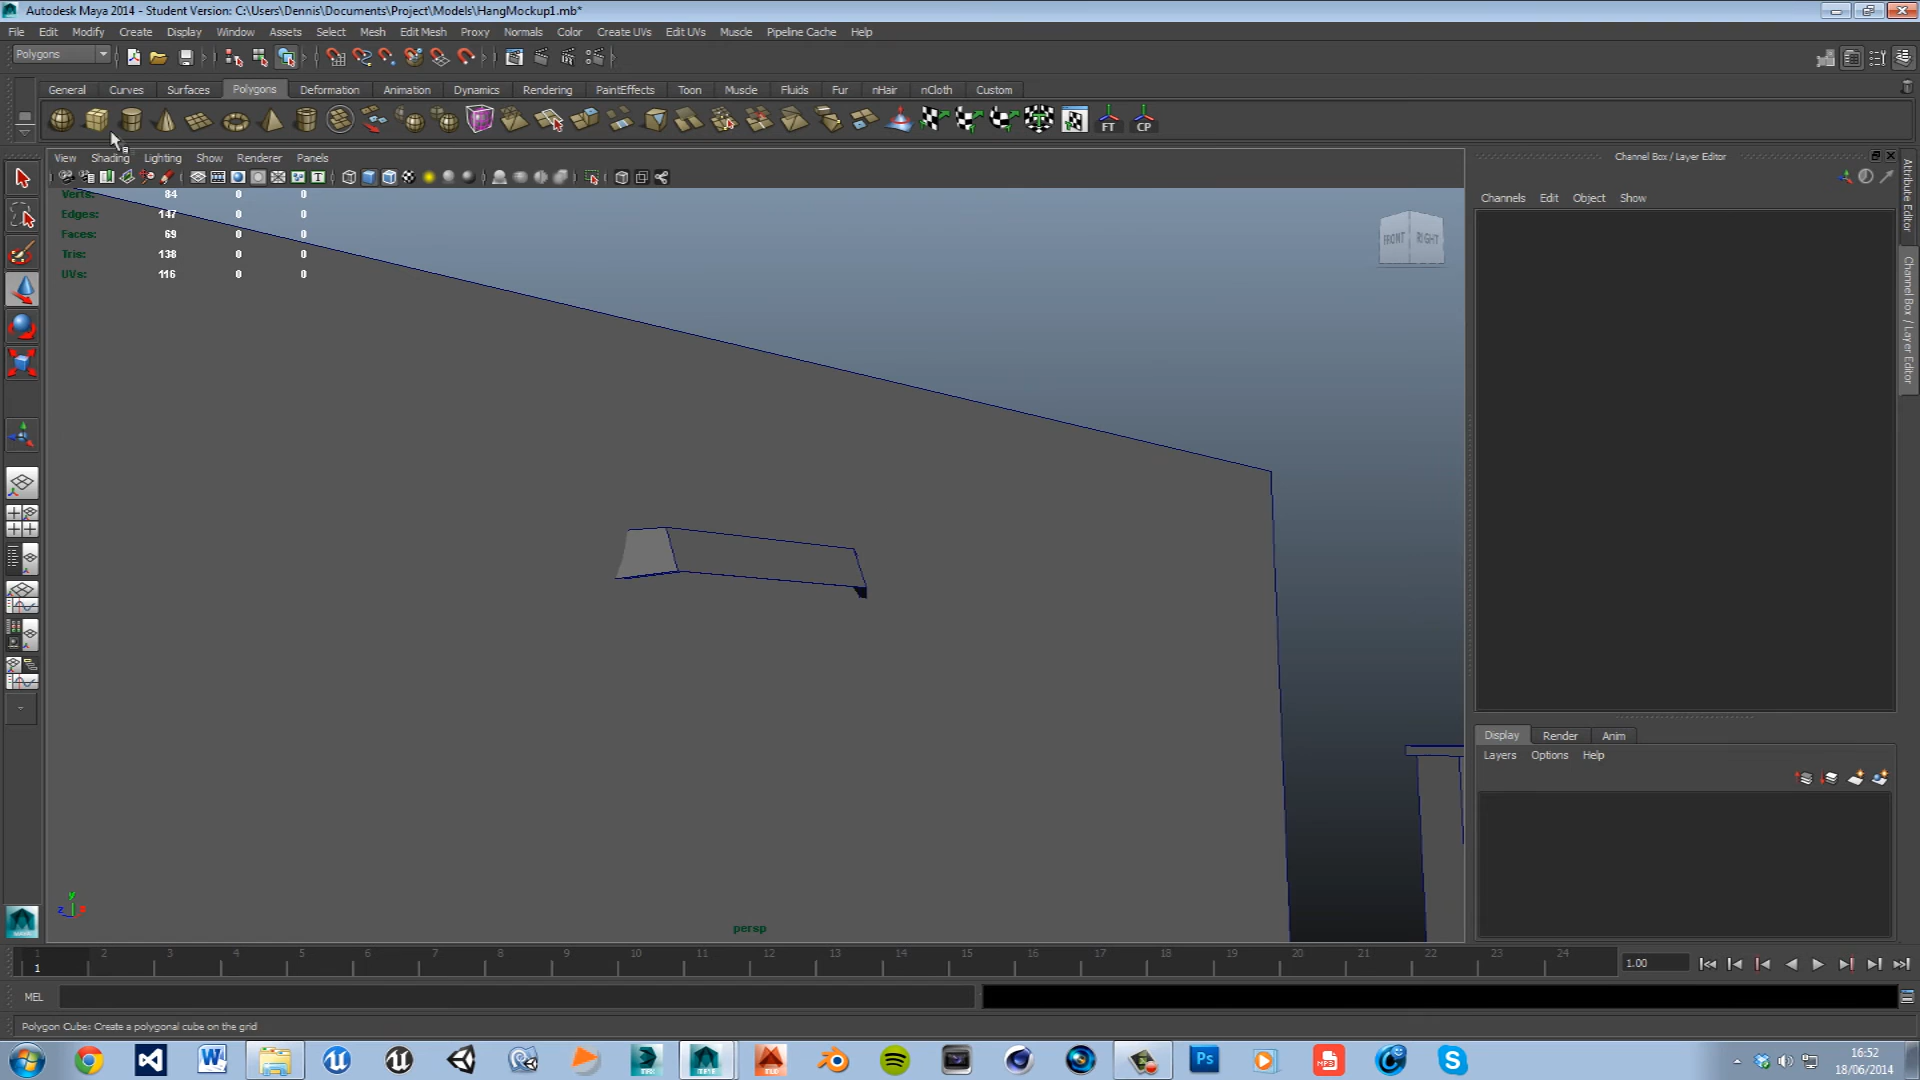 Autodesk Maya 2014 - Student Version: C:\Users\Dennis\Documents\Project\Models\HangMockup1.mb*
File Edit Modify Create Display Window Assets Select Mesh Edit Mesh Proxy Normals Color Create UVs Edit UVs Muscle Pipeline Cache Help
Polygons
General Curves Surfaces Polygons Deformation Animation Dynamics Rendering PaintEffects Toon Muscle Fluids Fur nHair nCloth Custom
FT CP
View Shading Lighting Show Renderer Panels
Channel Box / Layer Editor
Channels Edit Object Show
Attribute Editor
Channel Box / Layer Editor
Verts: 84 0 0
Edges: 147 0 0
Faces: 69 0 0
Tris: 138 0 0
UVs: 116 0 0
FRONT RIGHT
Display Render Anim
Layers Options Help
y
z
persp
1 2 3 4 5 6 7 8 9 10 11 12 13 14 15 16 17 18 19 20 21 22 23 24
1
1.00
MEL
Polygon Cube: Create a polygonal cube on the grid
Ps
MP3
16:52
18/06/2014